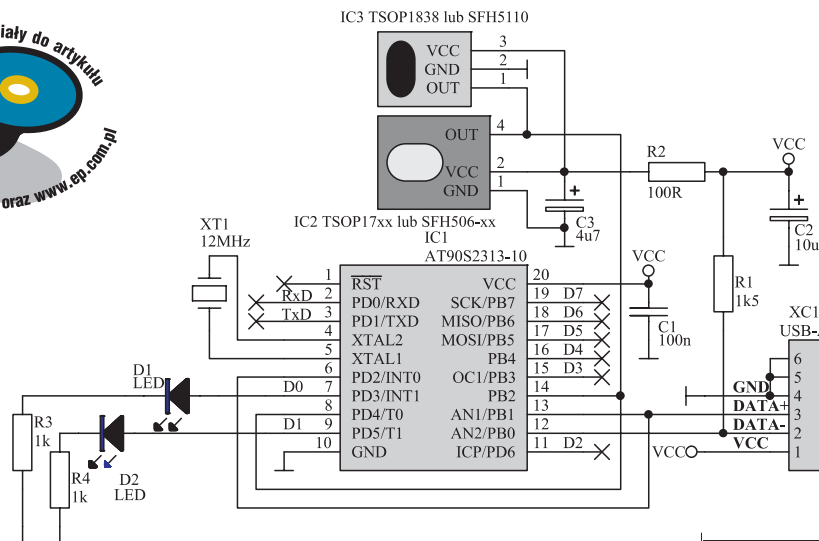 iały do artykułu
oraz www.ep.com.pl
IC3 TSOP1838 lub SFH5110
VCC 3
GND 2
OUT 1
OUT 4
VCC 2
GND 1
IC2 TSOP17xx lub SFH506-xx
C3
4u7
R2
100R
VCC
C2
10u
R1
1k5
XT1
12MHz
IC1
AT90S2313-10
1 RST VCC 20
RxD 2 PD0/RXD SCK/PB7 19 D7
TxD 3 PD1/TXD MISO/PB6 18 D6
4 XTAL2 MOSI/PB5 17 D5
5 XTAL1 PB4 16 D4
6 PD2/INT0 OC1/PB3 15 D3
D0 7 PD3/INT1 PB2 14
8 PD4/T0 AN1/PB1 13
D1 9 PD5/T1 AN2/PB0 12
10 GND ICP/PD6 11 D2
VCC
C1
100n
D1
LED
D2
LED
R3
1k
R4
1k
XC1
USB-
6
5
GND 4
DATA+ 3
DATA- 2
VCC VCC 1